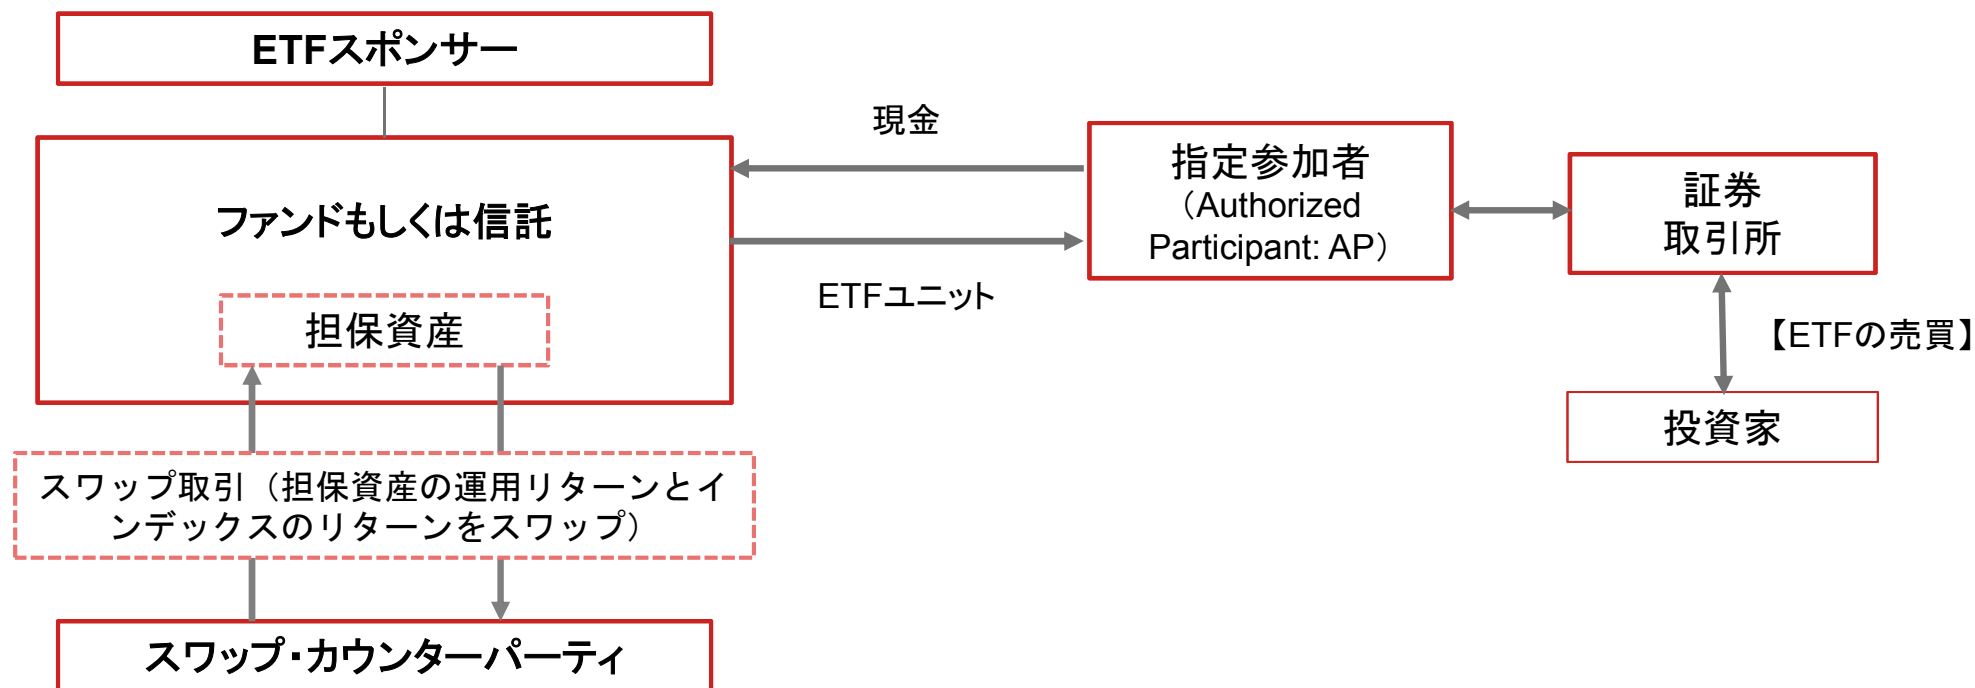 ETFスポンサー
現金
指定参加者
（Authorized
Participant: AP）
証券
取引所
ファンドもしくは信託
ETFユニット
担保資産
【ETFの売買】
投資家
スワップ取引（担保資産の運用リターンとイ
ンデックスのリターンをスワップ）
スワップ・カウンターパーティ